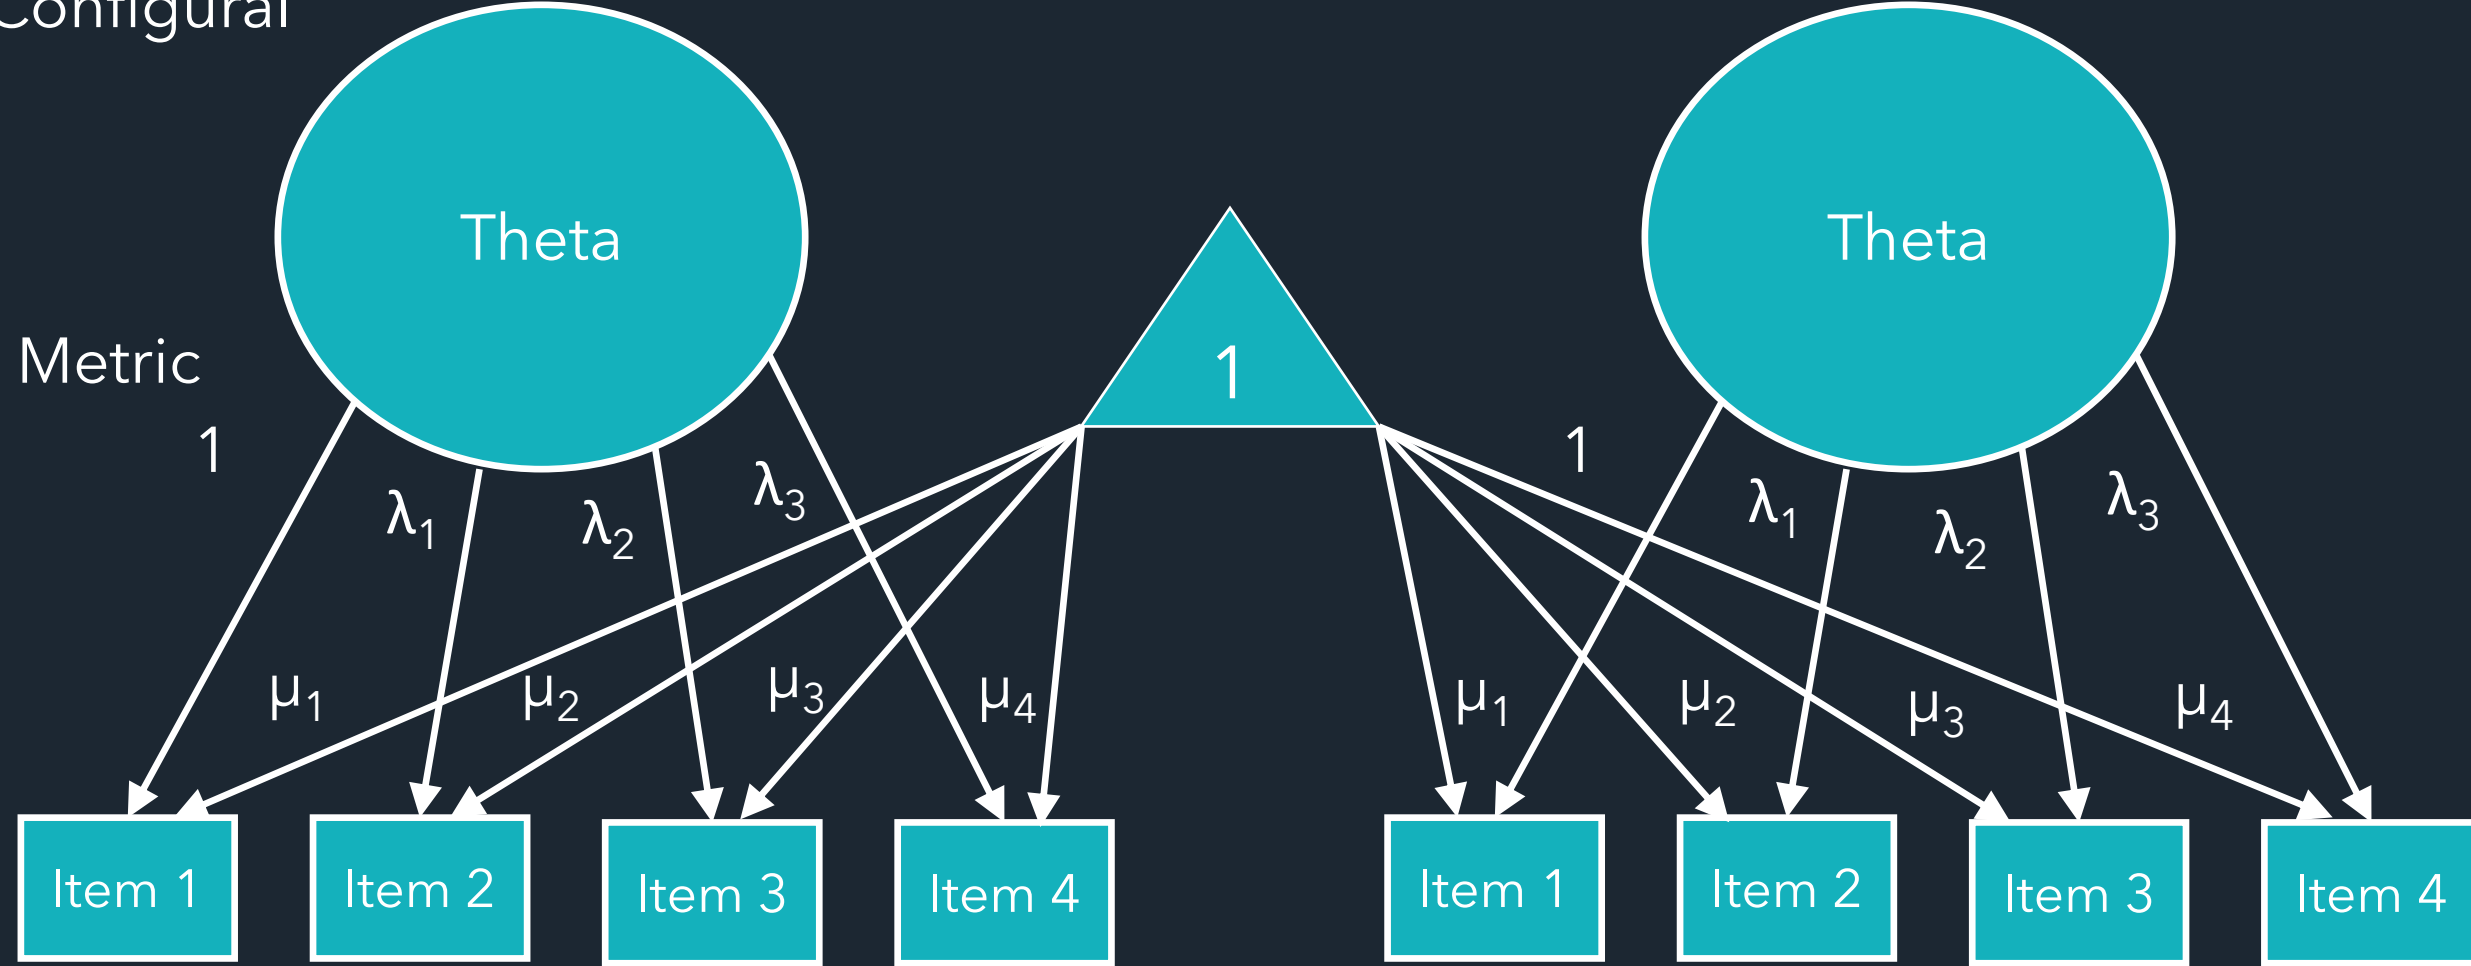 Configural
Theta
Theta
Metric
1
1
1
λ1
λ2
λ3
λ1
λ2
λ3
μ1
μ2
μ3
μ4
μ1
μ2
μ3
μ4
Item 1
Item 2
Item 3
Item 4
Item 1
Item 2
Item 3
Item 4